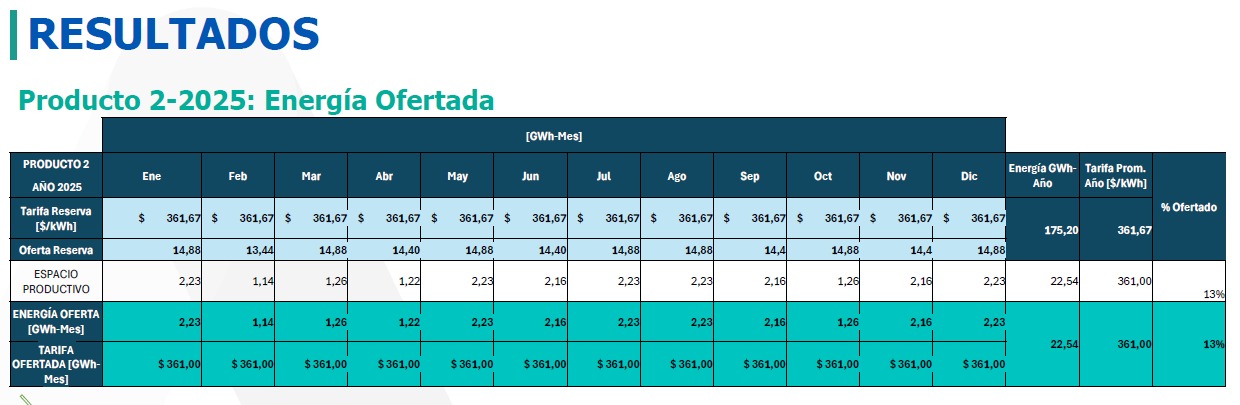 RESULTADOS
Producto 2-2025: Energía Ofertada
[GWh-Mes]
PRODUCTO 2 AÑO 2025 Ene Feb Mar Abr May Jun Jul Ago Sep Oct Nov Dic Energía GWh-Año Tarifa Prom. Año [$/kWh] % Ofertado
Tarifa Reserva [$/kWh] $ 361,67 $ 361,67 $ 361,67 $ 361,67 $ 361,67 $ 361,67 $ 361,67 $ 361,67 $ 361,67 $ 361,67 $ 361,67 $ 361,67 175,20 361,67
Oferta Reserva 14,88 13,44 14,88 14,40 14,88 14,40 14,88 14,88 14,4 14,88 14,4 14,88
ESPACIO PRODUCTIVO 2,23 1,14 1,26 1,22 2,23 2,16 2,23 2,23 2,16 1,26 2,16 2,23 22,54 361,00 13%
ENERGÍA OFERTA [GWh-Mes] 2,23 1,14 1,26 1,22 2,23 2,16 2,23 2,23 2,16 1,26 2,16 2,23 22,54 361,00 13%
TARIFA OFERTADA [GWh-Mes] $ 361,00 $ 361,00 $ 361,00 $ 361,00 $ 361,00 $ 361,00 $ 361,00 $ 361,00 $ 361,00 $ 361,00 $ 361,00 $ 361,00